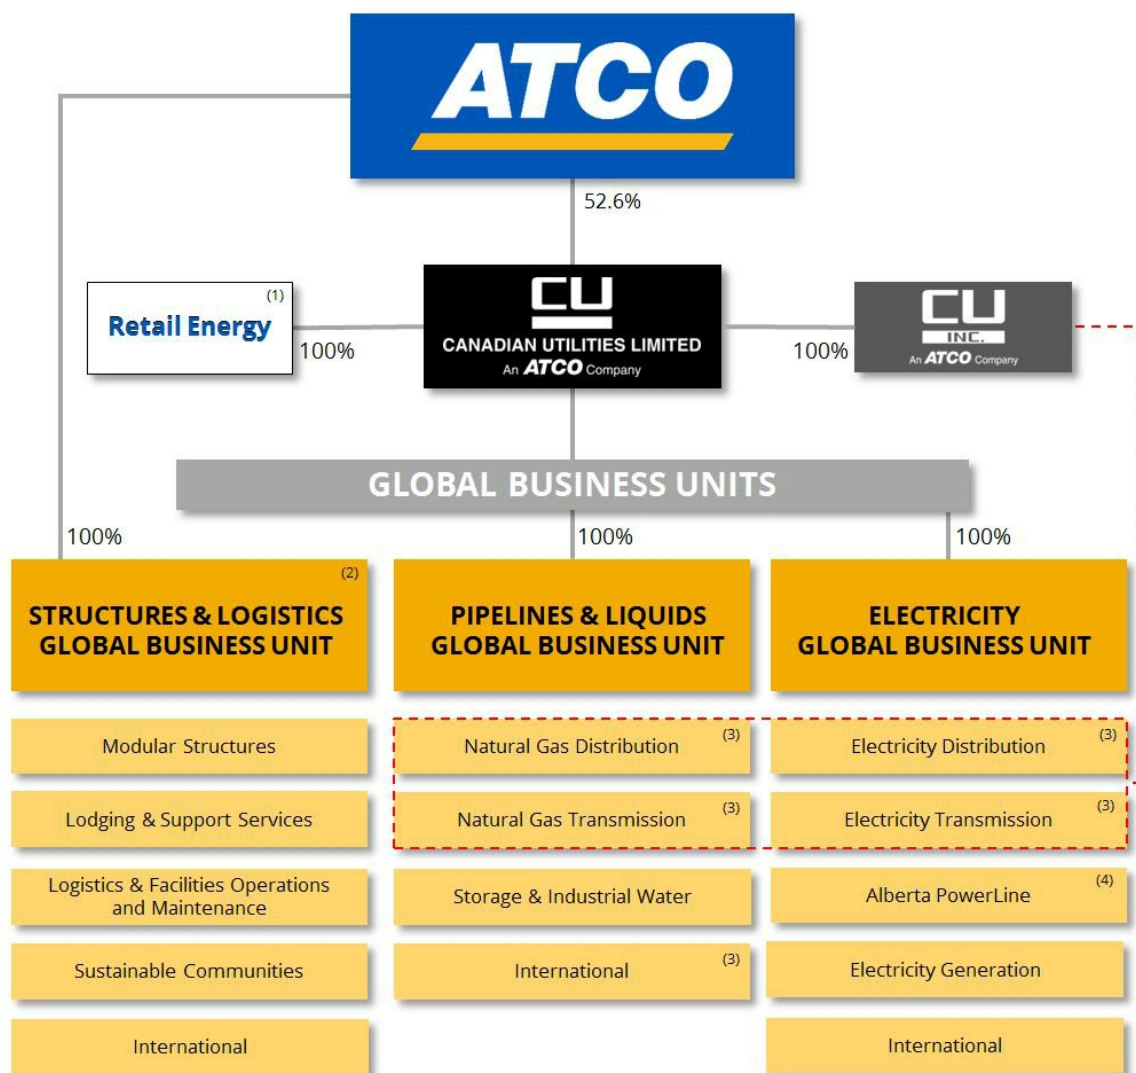 ATCO
52.6%
(1)
Retail Energy
100%
CU
CANADIAN UTILITIES LIMITED
An ATCO Company
100%
CU
INC.
An ATCO Company
GLOBAL BUSINESS UNITS
100%
100%
100%
(2)
STRUCTURES & LOGISTICS
GLOBAL BUSINESS UNIT
PIPELINES & LIQUIDS
GLOBAL BUSINESS UNIT
ELECTRICITY
GLOBAL BUSINESS UNIT
Modular Structures
Natural Gas Distribution (3)
Electricity Distribution (3)
Lodging & Support Services
Natural Gas Transmission (3)
Electricity Transmission (3)
Logistics & Facilities Operations
and Maintenance
Storage & Industrial Water
Alberta PowerLine (4)
Sustainable Communities
International (3)
Electricity Generation
International
International